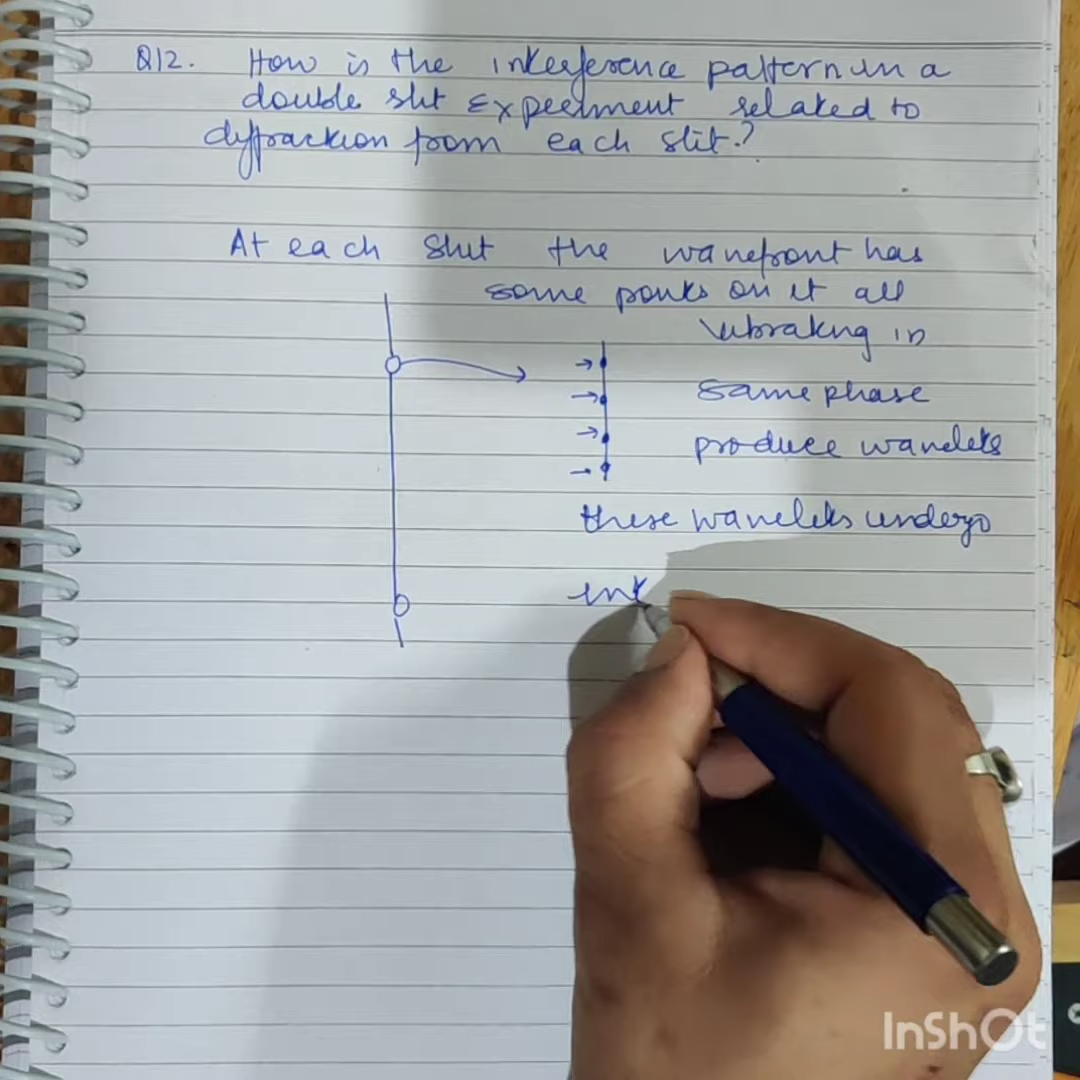 Q12. How is the interference pattern in a
double slit Experiment related to
diffraction from each slit?
At each slit the wavefront has
some points on it all
vibrating in
same phase
produce wavelets
these wavelets undergo
int
InShOt